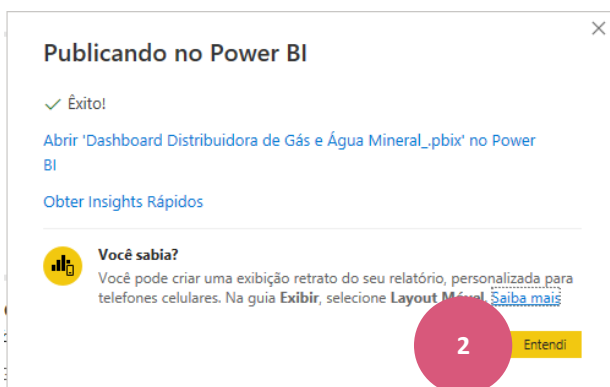 Publicando no Power BI
Êxito!
Abrir 'Dashboard Distribuidora de Gás e Água Mineral_.pbix' no Power
BI
Obter Insights Rápidos
Você sabia?
Você pode criar uma exibição retrato do seu relatório, personalizada para
telefones celulares. Na guia Exibir, selecione Layout Móvel. Saiba mais
2
Entendi